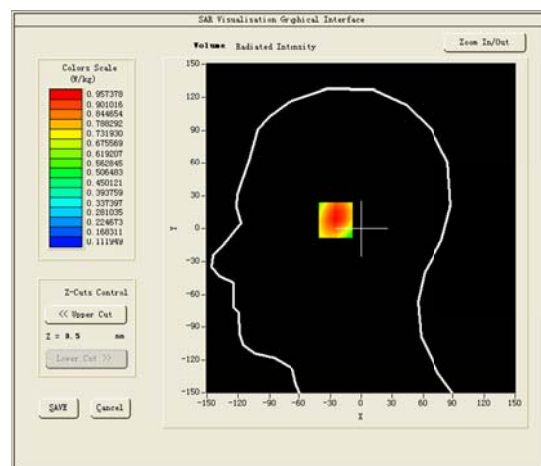 SAR Visualisation Grphical Interface
Volume Radiated Intensity
Zoom In/Out
Colors Scale
(W/kg)
0.957378
0.901016
0.844654
0.788292
0.731930
0.675569
0.619207
0.562845
0.506483
0.450121
0.393759
0.337397
0.281035
0.224673
0.168311
0.111949
Z-Cuts Control
<< Upper Cut
Z = 0.5 mm
Lower Cut >>
SAVE Cancel
150
120
90
60
30
Y 0
-30
-60
-90
-120
-150
-150 -120 -90 -60 -30 0 30 60 90 120 150
X